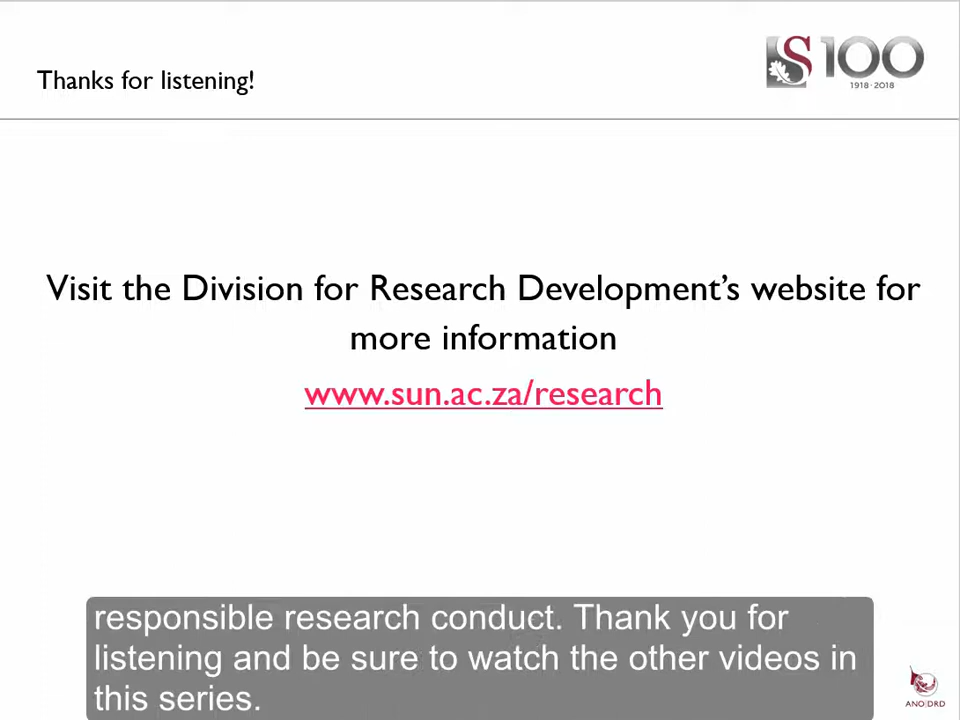 Thanks for listening!
S100
1918·2018
Visit the Division for Research Development’s website for
more information
www.sun.ac.za/research
responsible research conduct. Thank you for
listening and be sure to watch the other videos in
this series.
ANO|DRD